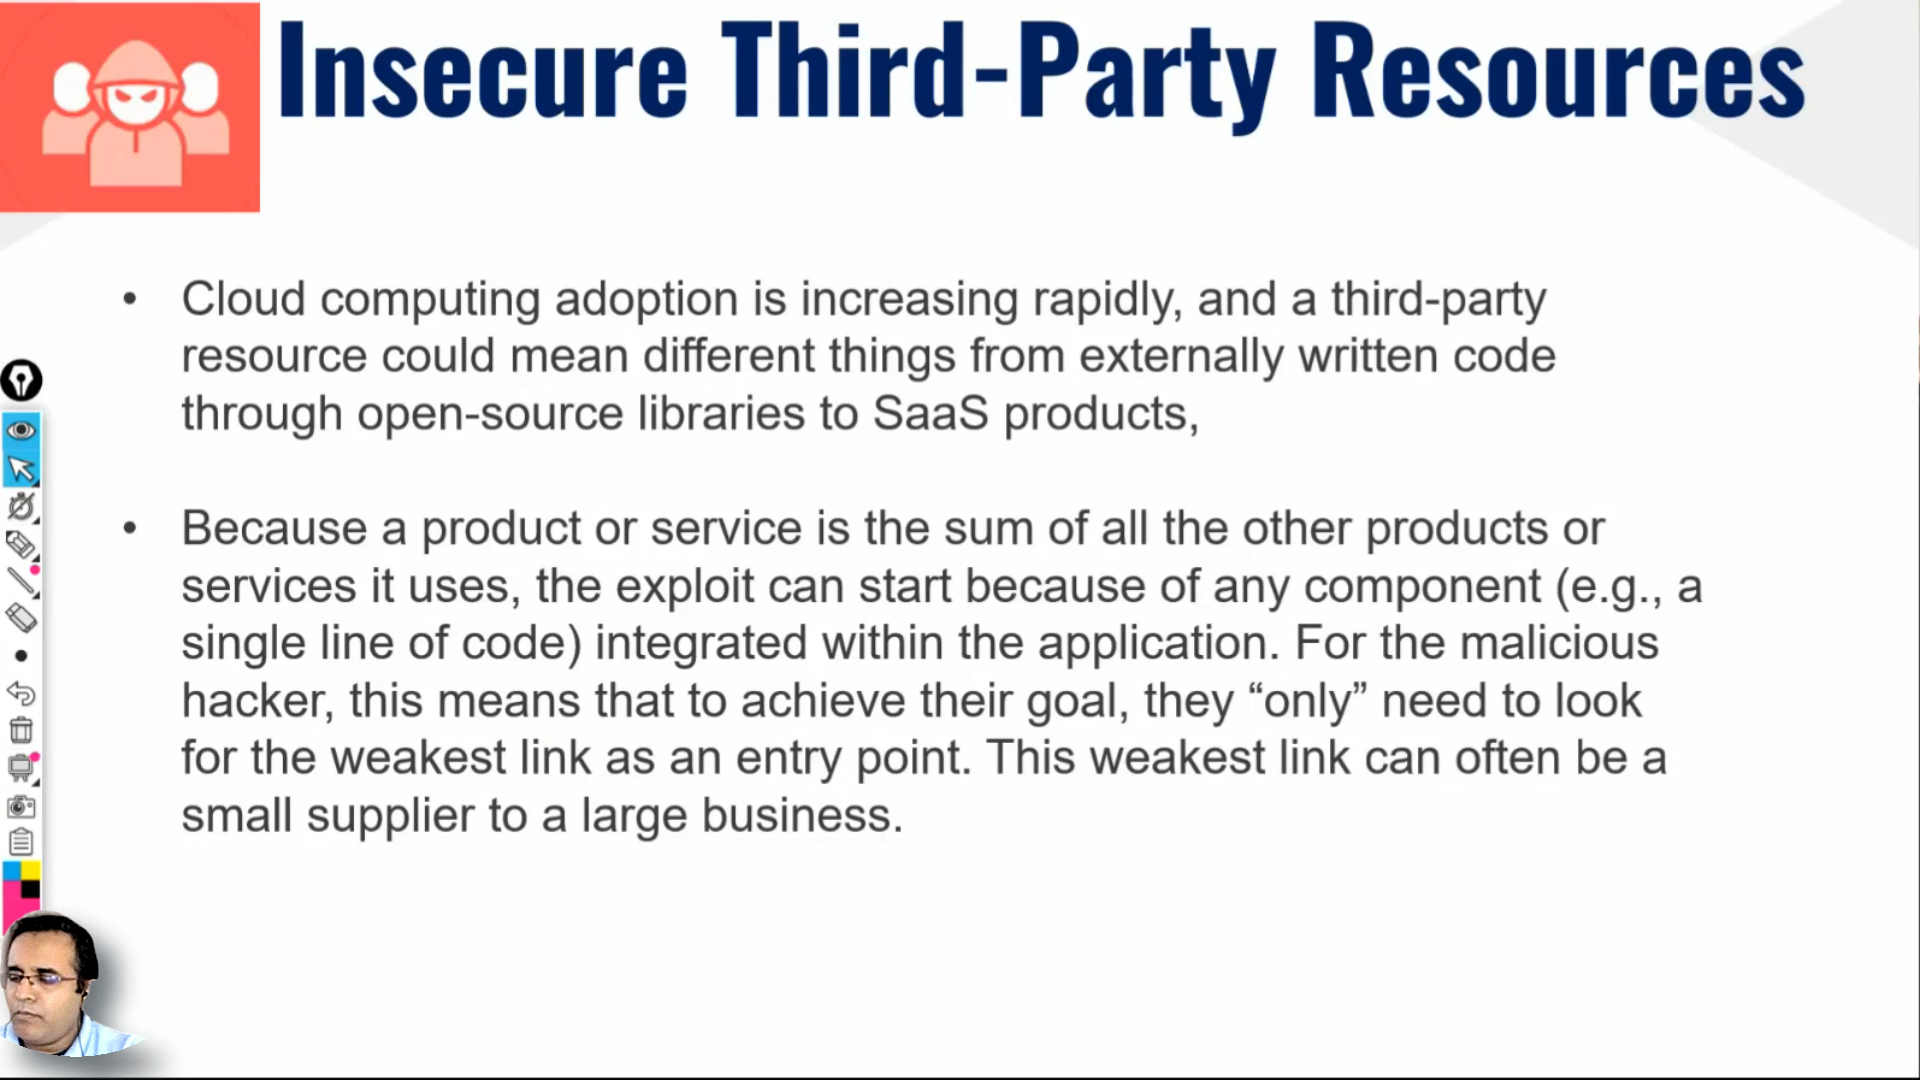 Insecure Third-Party Resources
• Cloud computing adoption is increasing rapidly, and a third-party
resource could mean different things from externally written code
through open-source libraries to SaaS products,
• Because a product or service is the sum of all the other products or
services it uses, the exploit can start because of any component (e.g., a
single line of code) integrated within the application. For the malicious
hacker, this means that to achieve their goal, they “only” need to look
for the weakest link as an entry point. This weakest link can often be a
small supplier to a large business.